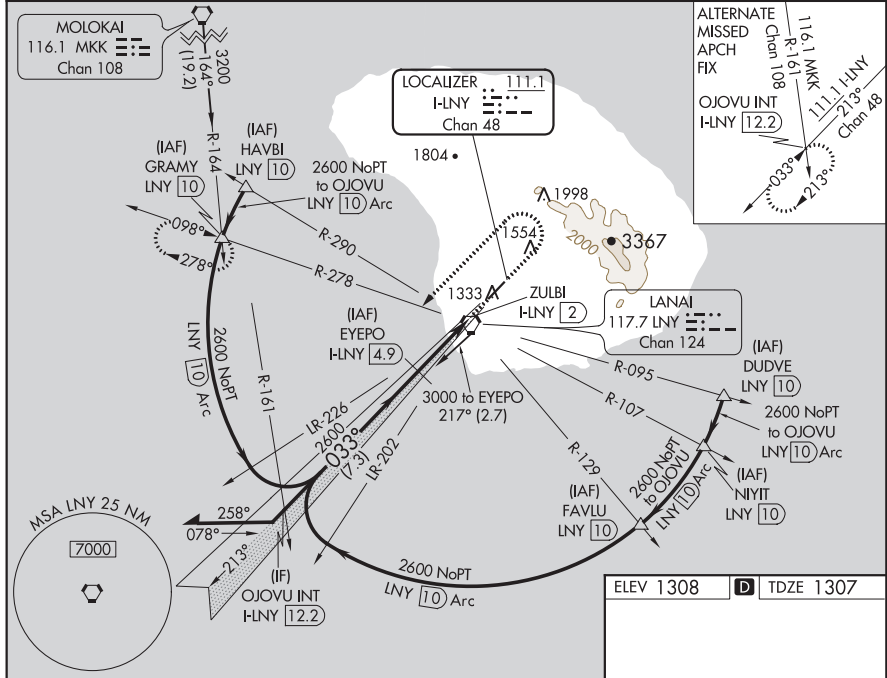 MOLOKAI
116.1 MKK
Chan 108
3200
164°
(19.2)
R-164
(IAF)
HAVBI
LNY 10
(IAF)
GRAMY
LNY 10
2600 NoPT
to OJOVU
LNY 10 Arc
098°
278°
R-290
R-278
LOCALIZER 111.1
I-LNY
Chan 48
1804
1998
1554
2000
3367
1333
ZULBI
I-LNY 2
LANAI
117.7 LNY
Chan 124
(IAF)
EYEPO
I-LNY 4.9
3000 to EYEPO
217° (2.7)
2600 NoPT
LNY 10 Arc
R-161
LR-226
2600
033°
(7.3)
LR-202
R-095
R-107
R-129
(IAF)
DUDVE
LNY 10
2600 NoPT
to OJOVU
LNY 10 Arc
(IAF)
NIYIT
LNY 10
2600 NoPT
to OJOVU
LNY 10 Arc
(IAF)
FAVLU
LNY 10
2600 NoPT
LNY 10 Arc
258°
078°
213°
(IF)
OJOVU INT
I-LNY 12.2
MSA LNY 25 NM
7000
ALTERNATE
MISSED
APCH
FIX
116.1 MKK
Chan 108
R-161
111.1 I-LNY
213°
Chan 48
OJOVU INT
I-LNY 12.2
033°
213°
ELEV 1308 D TDZE 1307